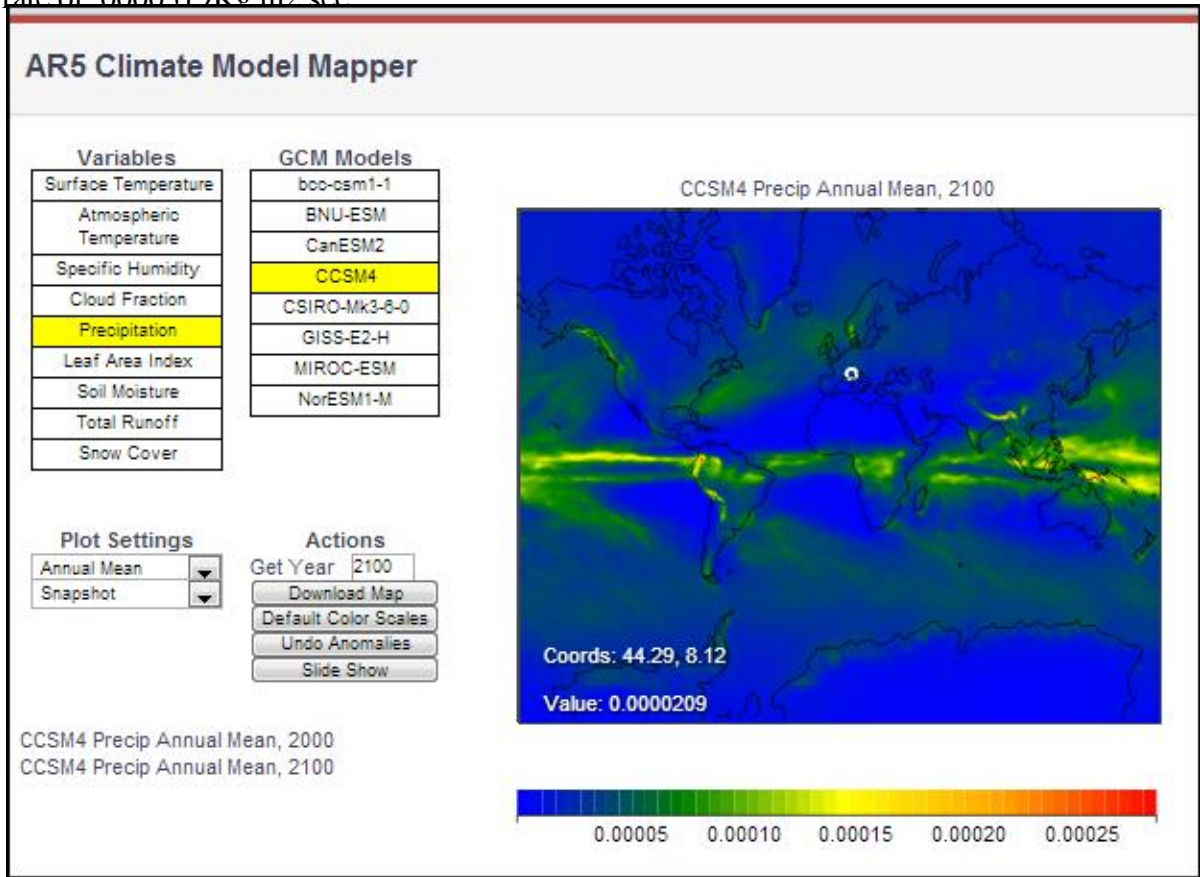 AR5 Climate Model Mapper
Variables
Surface Temperature
Atmospheric
Temperature
Specific Humidity
Cloud Fraction
Precipitation
Leaf Area Index
Soil Moisture
Total Runoff
Snow Cover
GCM Models
bcc-csm1-1
BNU-ESM
CanESM2
CCSM4
CSIRO-Mk3-6-0
GISS-E2-H
MIROC-ESM
NorESM1-M
Plot Settings
Annual Mean
Snapshot
Actions
Get Year 2100
Download Map
Default Color Scales
Undo Anomalies
Slide Show
CCSM4 Precip Annual Mean, 2000
CCSM4 Precip Annual Mean, 2100
CCSM4 Precip Annual Mean, 2100
Coords: 44.29, 8.12
Value: 0.0000209
0.00005 0.00010 0.00015 0.00020 0.00025